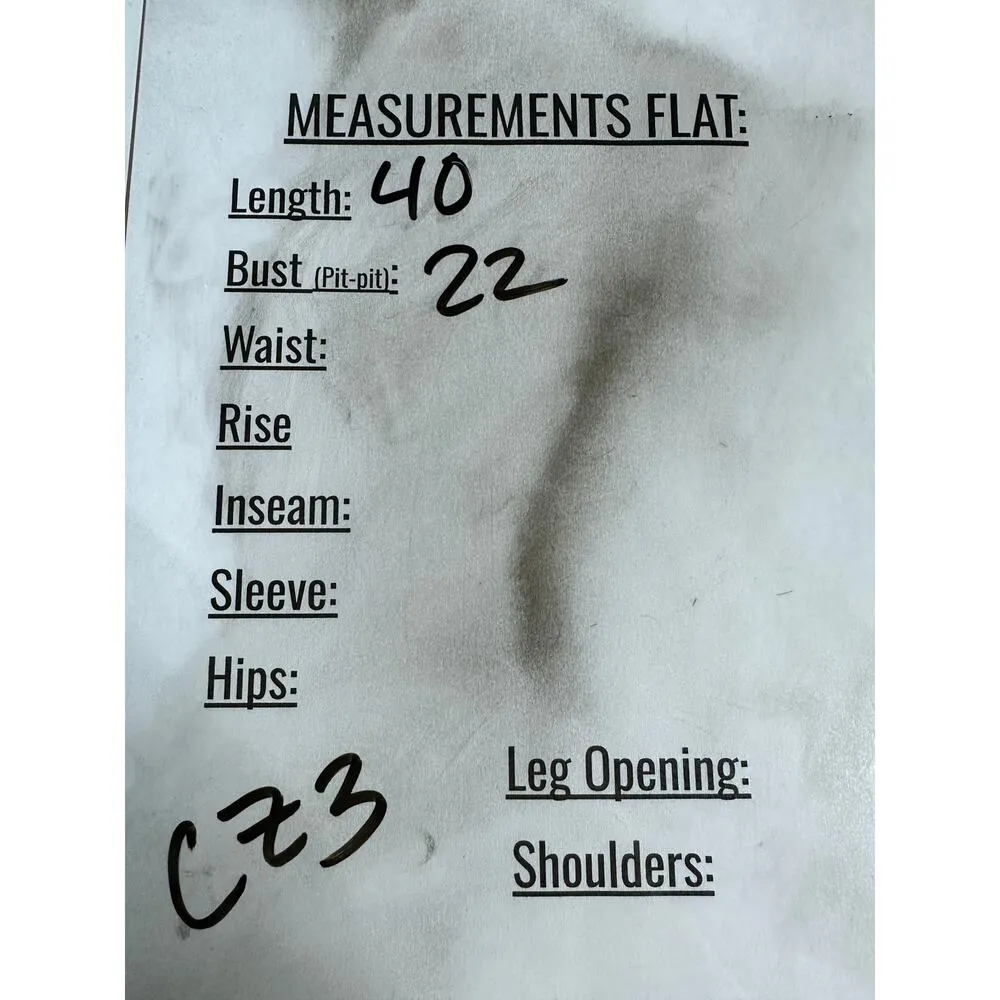 MEASUREMENTS FLAT:
Length: 40
Bust (Pit-pit): 22
Waist:
Rise
Inseam:
Sleeve:
Hips:
CZ3
Leg Opening:
Shoulders: